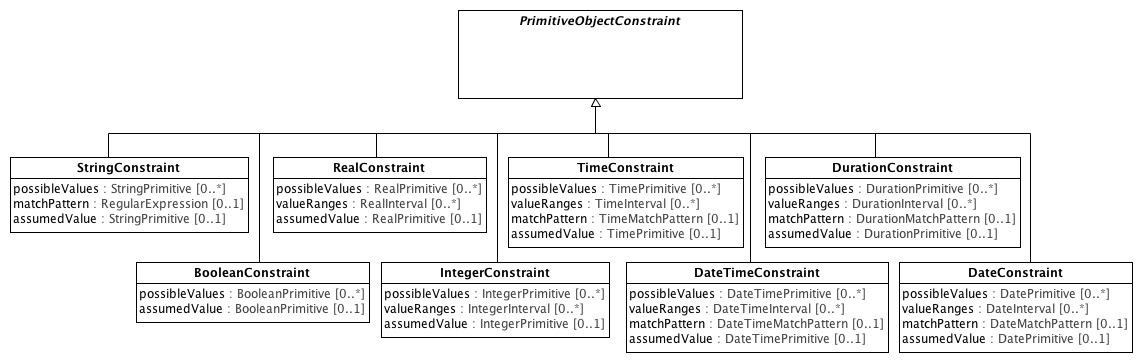 PrimitiveObjectConstraint
StringConstraint
possibleValues : StringPrimitive [0..*]
matchPattern : RegularExpression [0..1]
assumedValue : StringPrimitive [0..1]
RealConstraint
possibleValues : RealPrimitive [0..*]
valueRanges : RealInterval [0..*]
assumedValue : RealPrimitive [0..1]
TimeConstraint
possibleValues : TimePrimitive [0..*]
valueRanges : TimeInterval [0..*]
matchPattern : TimeMatchPattern [0..1]
assumedValue : TimePrimitive [0..1]
DurationConstraint
possibleValues : DurationPrimitive [0..*]
valueRanges : DurationInterval [0..*]
matchPattern : DurationMatchPattern [0..1]
assumedValue : DurationPrimitive [0..1]
BooleanConstraint
possibleValues : BooleanPrimitive [0..*]
assumedValue : BooleanPrimitive [0..1]
IntegerConstraint
possibleValues : IntegerPrimitive [0..*]
valueRanges : IntegerInterval [0..*]
assumedValue : IntegerPrimitive [0..1]
DateTimeConstraint
possibleValues : DateTimePrimitive [0..*]
valueRanges : DateTimeInterval [0..*]
matchPattern : DateTimeMatchPattern [0..1]
assumedValue : DateTimePrimitive [0..1]
DateConstraint
possibleValues : DatePrimitive [0..*]
valueRanges : DateInterval [0..*]
matchPattern : DateMatchPattern [0..1]
assumedValue : DatePrimitive [0..1]